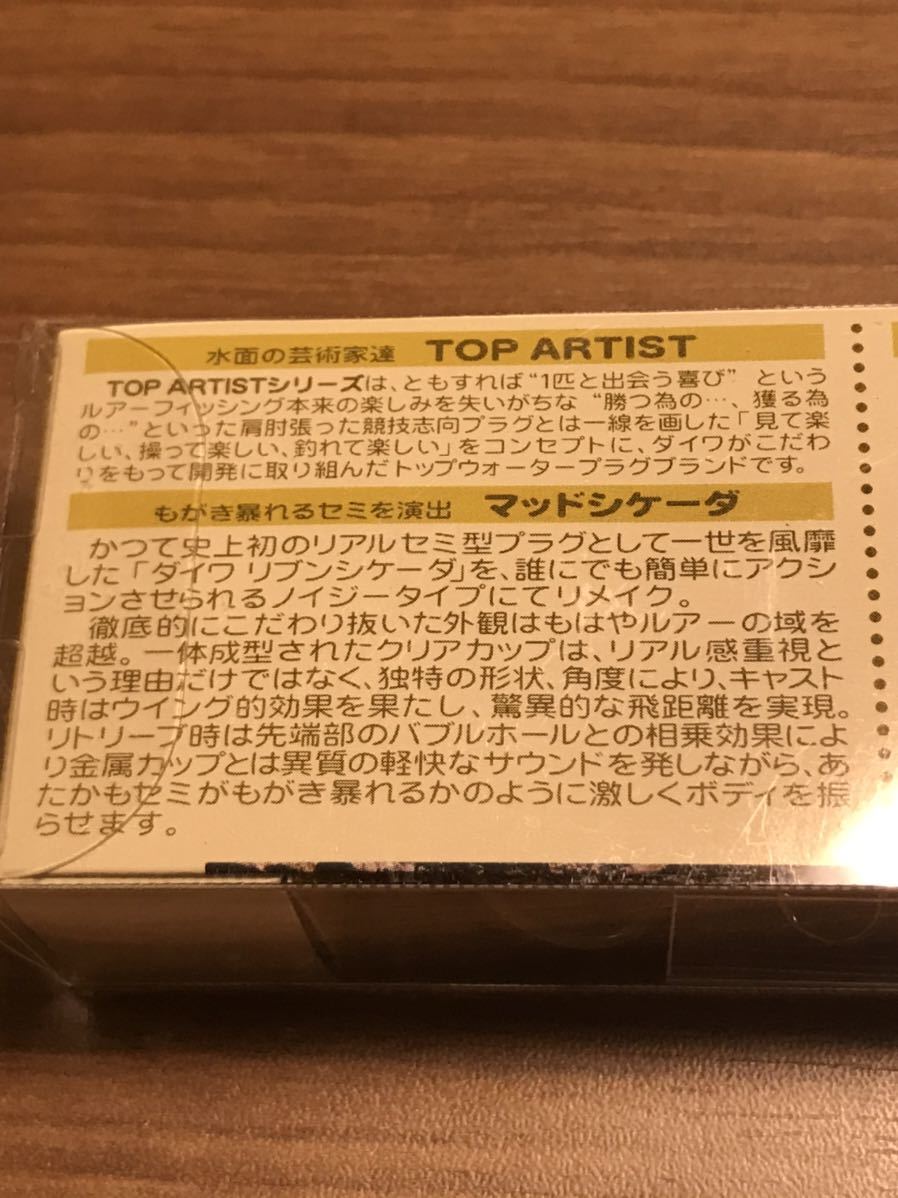 水面の芸術家達 TOP ARTIST
TOP ARTISTシリーズは、ともすれば“1匹と出会う喜び”という
ルアーフィッシング本来の楽しみを失いがちな“勝つ為の…、獲る為
の…”といった肩肘張った競技志向プラグとは一線を画した「見て楽
しい、操って楽しい、釣れて楽しい」をコンセプトに、ダイワがこだわ
りをもって開発に取り組んだトップウォータープラグブランドです。
もがき暴れるセミを演出 マッドシケーダ
かつて史上初のリアルセミ型プラグとして一世を風靡
した「ダイワ リブンシケーダ」を、誰にでも簡単にアクシ
ョンさせられるノイジータイプにてリメイク。
徹底的にこだわり抜いた外観はもはやルアーの域を
超越。一体成型されたクリアカップは、リアル感重視と
いう理由だけではなく、独特の形状、角度により、キャスト
時はウイング的効果を果たし、驚異的な飛距離を実現。
リトリーブ時は先端部のバブルホールとの相乗効果によ
り金属カップとは異質の軽快なサウンドを発しながら、あ
たかもセミがもがき暴れるかのように激しくボディを振
らせます。